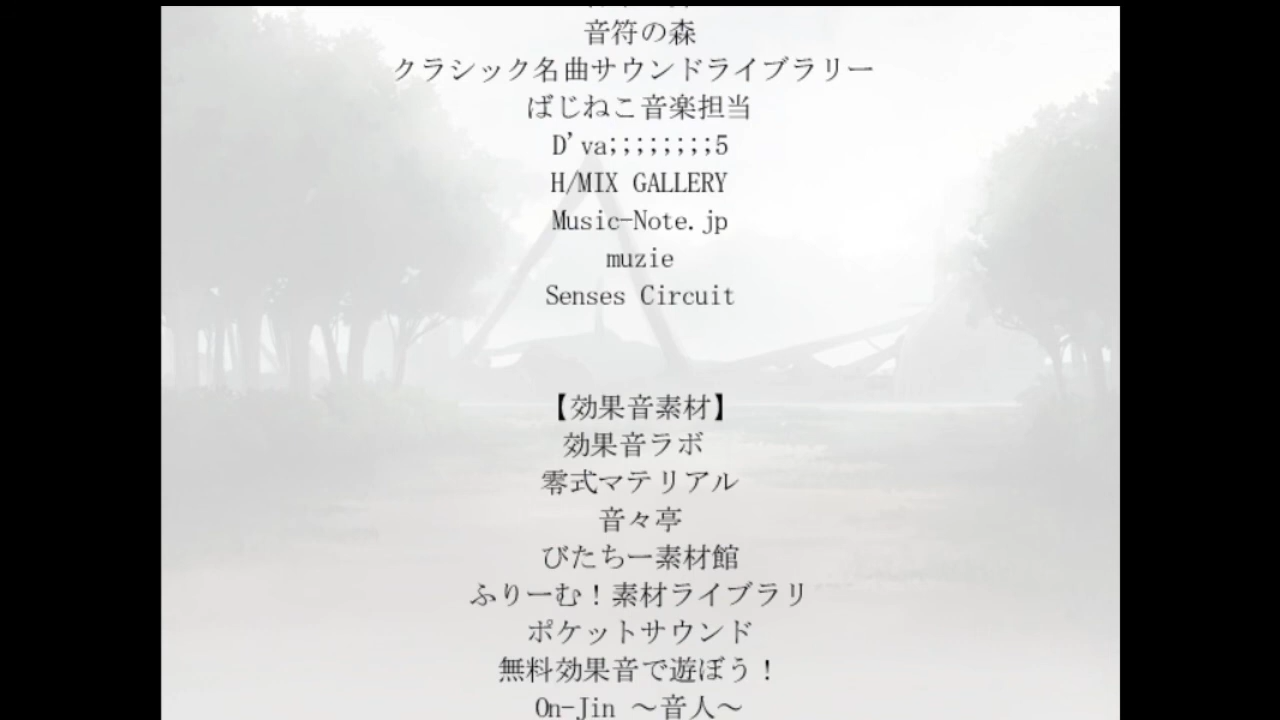 音符の森
クラシック名曲サウンドライブラリー
ばじねこ音楽担当
D'va;;;;;;;;5
H/MIX GALLERY
Music-Note.jp
muzie
Senses Circuit
【効果音素材】
効果音ラボ
零式マテリアル
音々亭
びたちー素材館
ふりーむ！素材ライブラリ
ポケットサウンド
無料効果音で遊ぼう！
On-Jin ～音人～